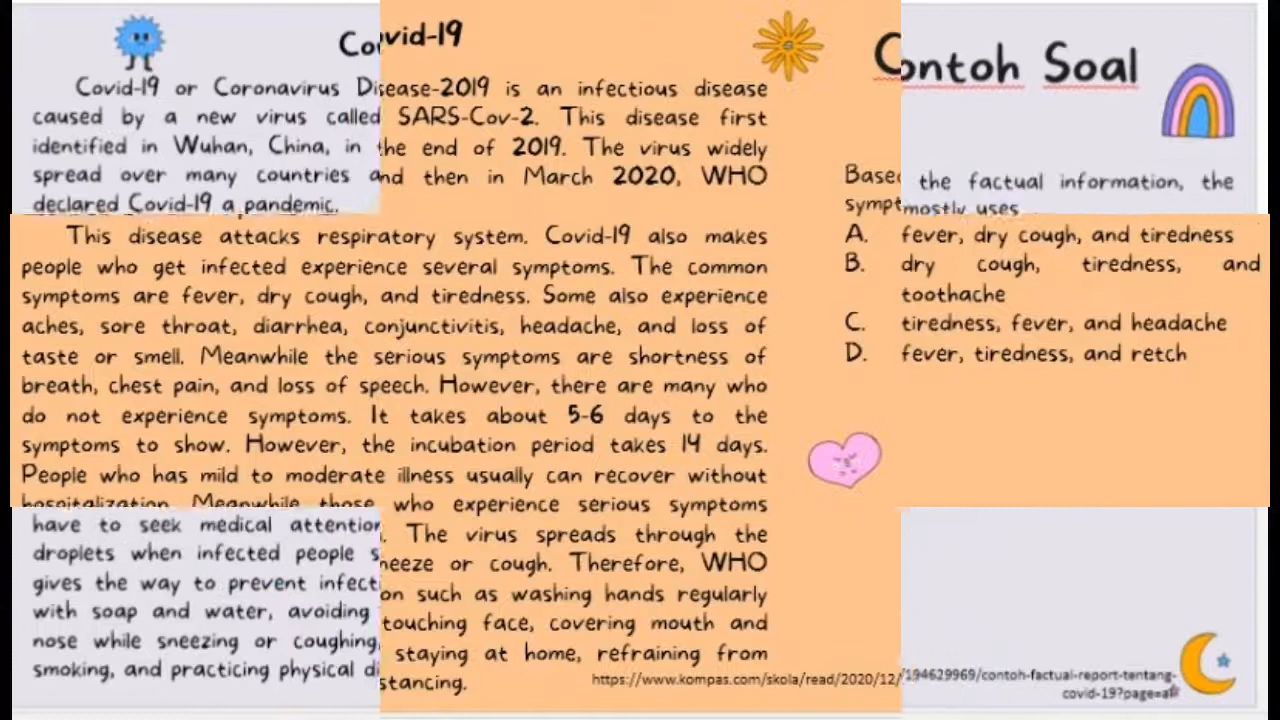 Covid-19
Covid-19 or Coronavirus Disease-2019 is an infectious disease
caused by a new virus called SARS-Cov-2. This disease first
identified in Wuhan, China, in the end of 2019. The virus widely
spread over many countries and then in March 2020, WHO
declared Covid-19 a pandemic.
This disease attacks respiratory system. Covid-19 also makes
people who get infected experience several symptoms. The common
symptoms are fever, dry cough, and tiredness. Some also experience
aches, sore throat, diarrhea, conjunctivitis, headache, and loss of
taste or smell. Meanwhile the serious symptoms are shortness of
breath, chest pain, and loss of speech. However, there are many who
do not experience symptoms. It takes about 5-6 days to the
symptoms to show. However, the incubation period takes 14 days.
People who has mild to moderate illness usually can recover without
hospitalization. Meanwhile those who experience serious symptoms
have to seek medical attention. The virus spreads through the
droplets when infected people sneeze or cough. Therefore, WHO
gives the way to prevent infection such as washing hands regularly
with soap and water, avoiding touching face, covering mouth and
nose while sneezing or coughing, staying at home, refraining from
smoking, and practicing physical distancing.
Contoh Soal
Based the factual information, the
mostly uses
A. fever, dry cough, and tiredness
B. dry cough, tiredness, and
toothache
C. tiredness, fever, and headache
D. fever, tiredness, and retch
https://www.kompas.com/skola/read/2020/12/194629969/contoh-factual-report-tentang-
covid-19?page=all